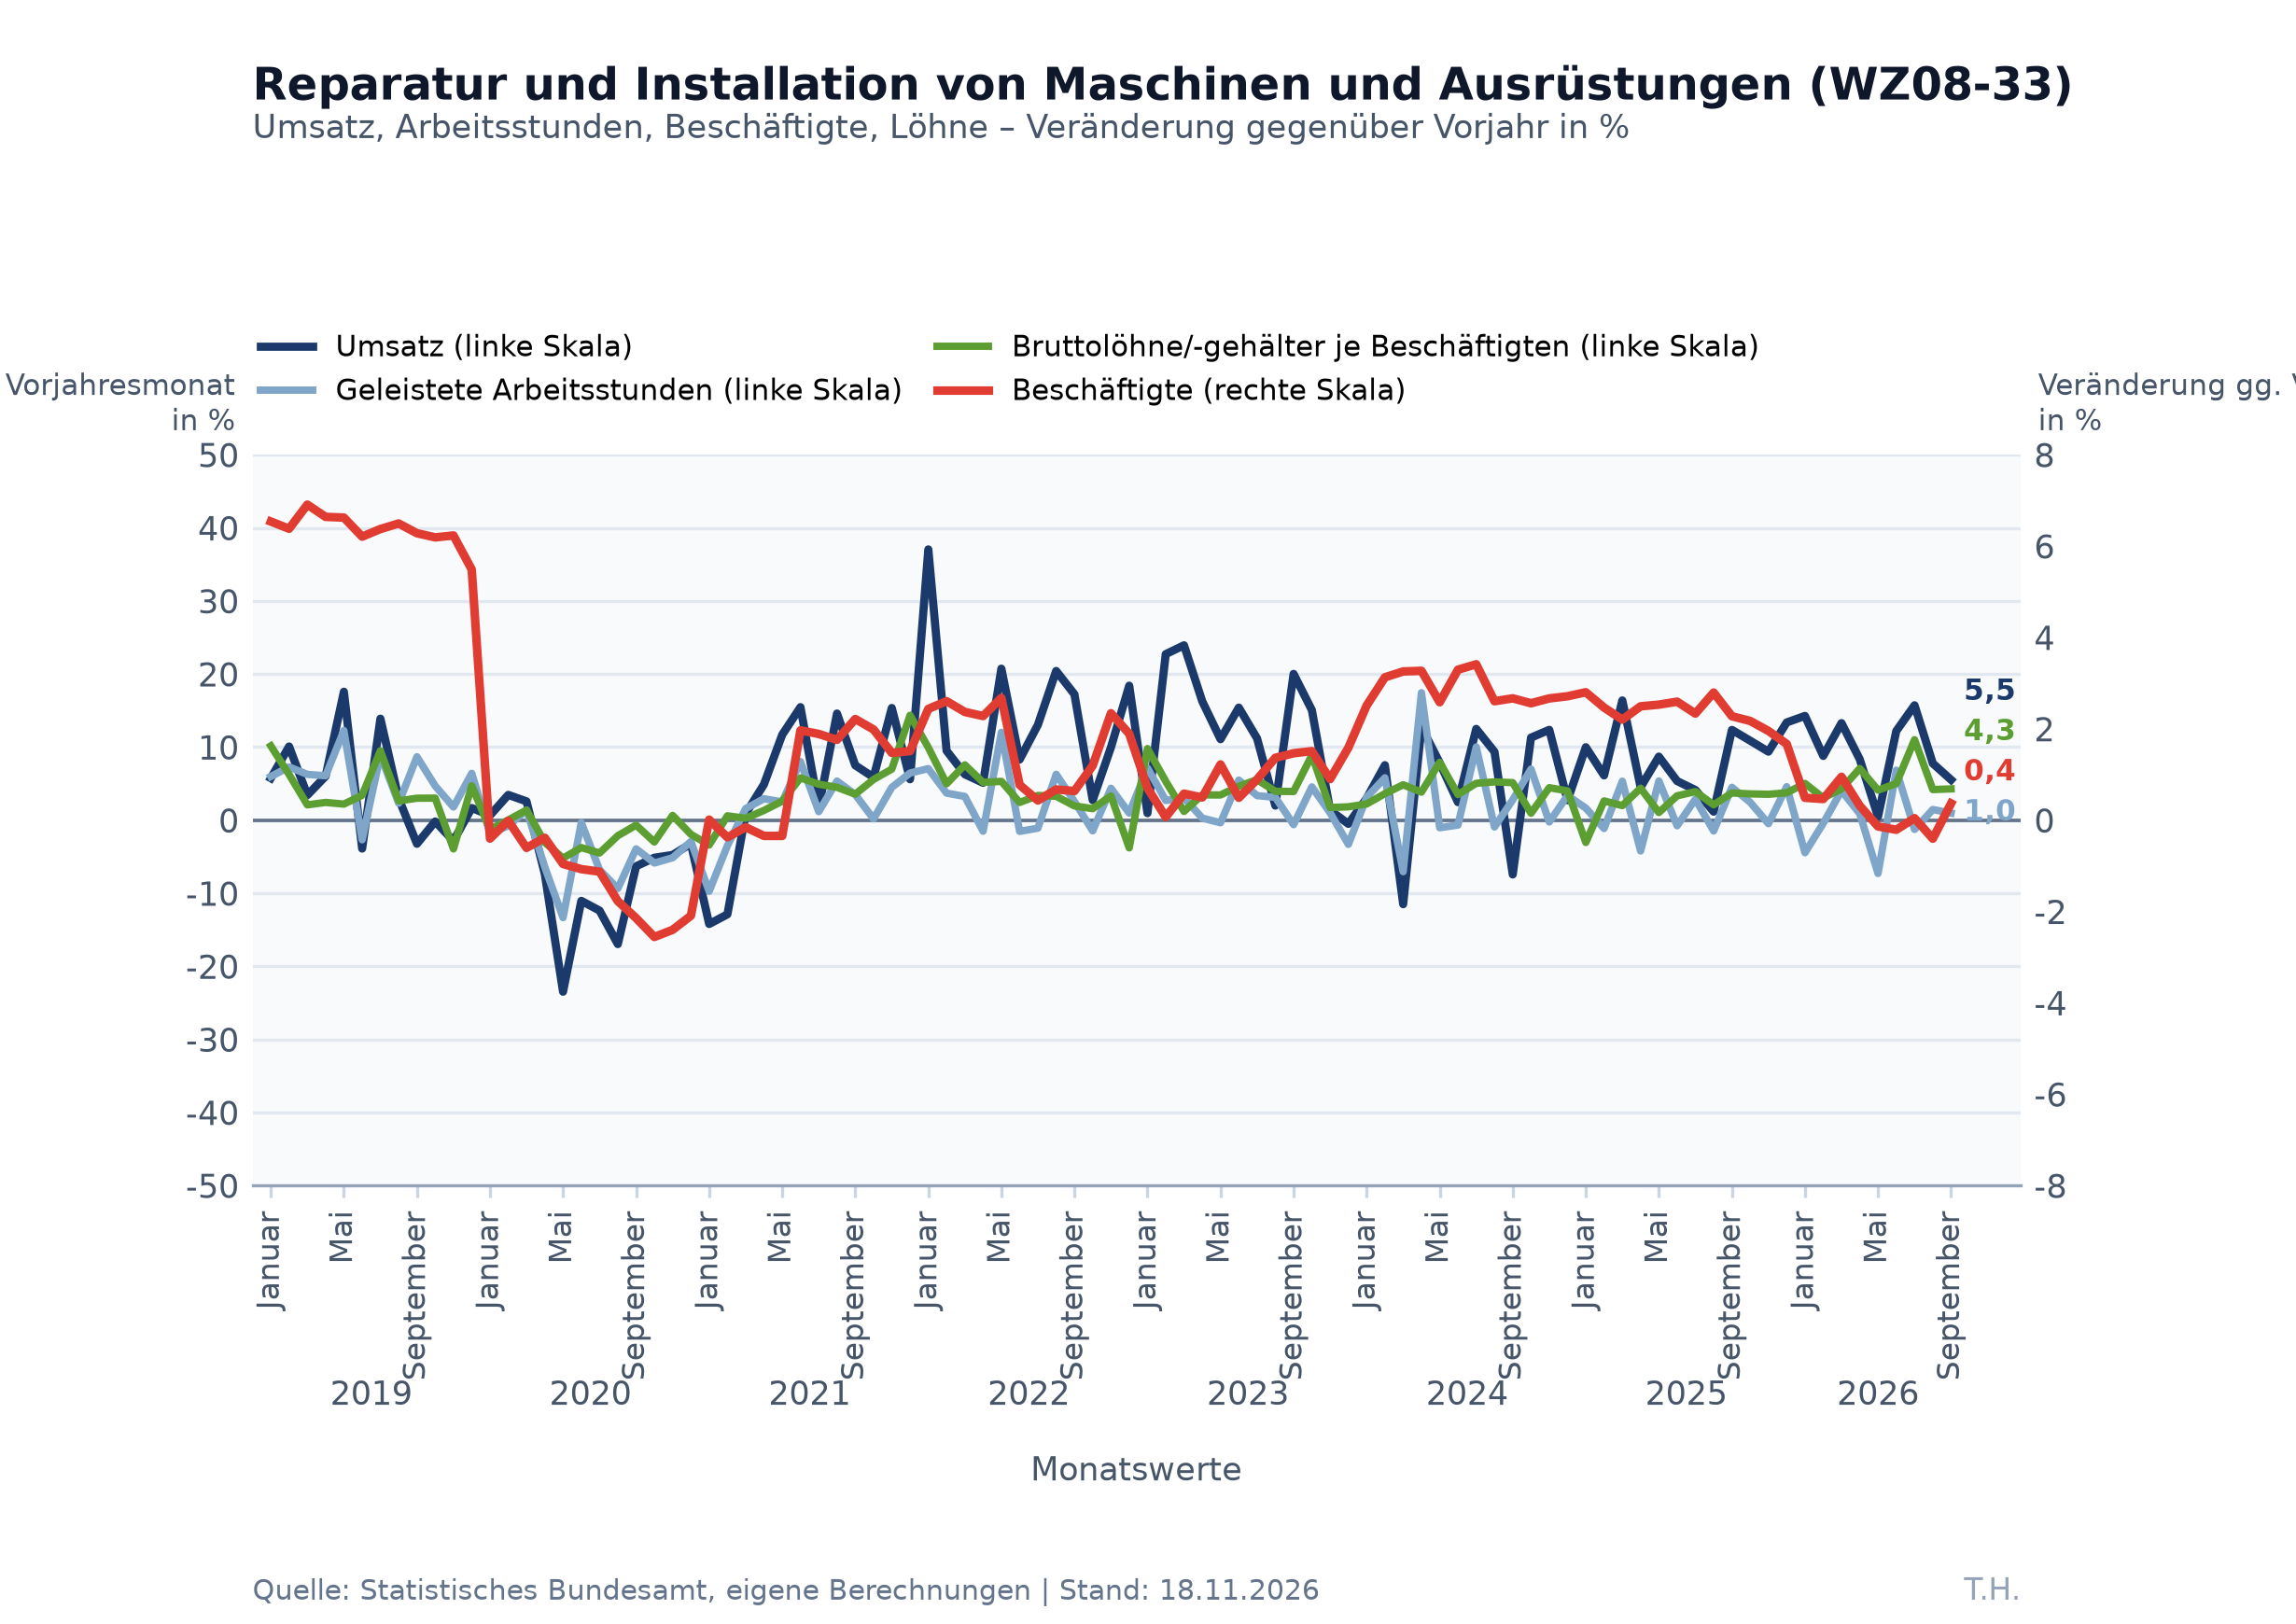 Reparatur und Installation von Maschinen und Ausrüstungen (WZ08-33)
Umsatz, Arbeitsstunden, Beschäftigte, Löhne – Veränderung gegenüber Vorjahr in %
Umsatz (linke Skala)
Geleistete Arbeitsstunden (linke Skala)
Bruttolöhne/-gehälter je Beschäftigten (linke Skala)
Beschäftigte (rechte Skala)
Vorjahresmonat
in %
Veränderung gg.
in %
50
40
30
20
10
0
-10
-20
-30
-40
-50
8
6
4
2
0
-2
-4
-6
-8
5,5
4,3
0,4
1,0
Januar
Mai
September
Januar
Mai
September
Januar
Mai
September
Januar
Mai
September
Januar
Mai
September
Januar
Mai
September
Januar
Mai
September
Januar
Mai
September
2019
2020
2021
2022
2023
2024
2025
2026
Monatswerte
Quelle: Statistisches Bundesamt, eigene Berechnungen | Stand: 18.11.2026
T.H.